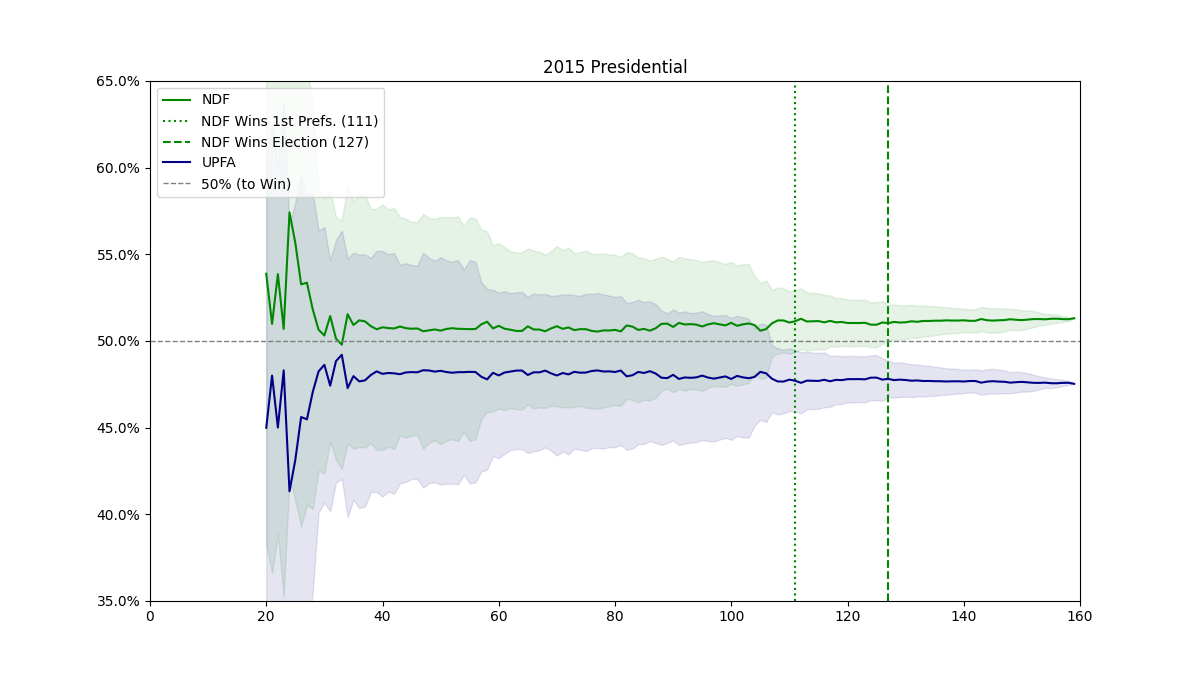 2015 Presidential
65.0%
60.0%
55.0%
50.0%
45.0%
40.0%
35.0%
NDF
NDF Wins 1st Prefs. (111)
NDF Wins Election (127)
UPFA
50% (to Win)
0 20 40 60 80 100 120 140 160